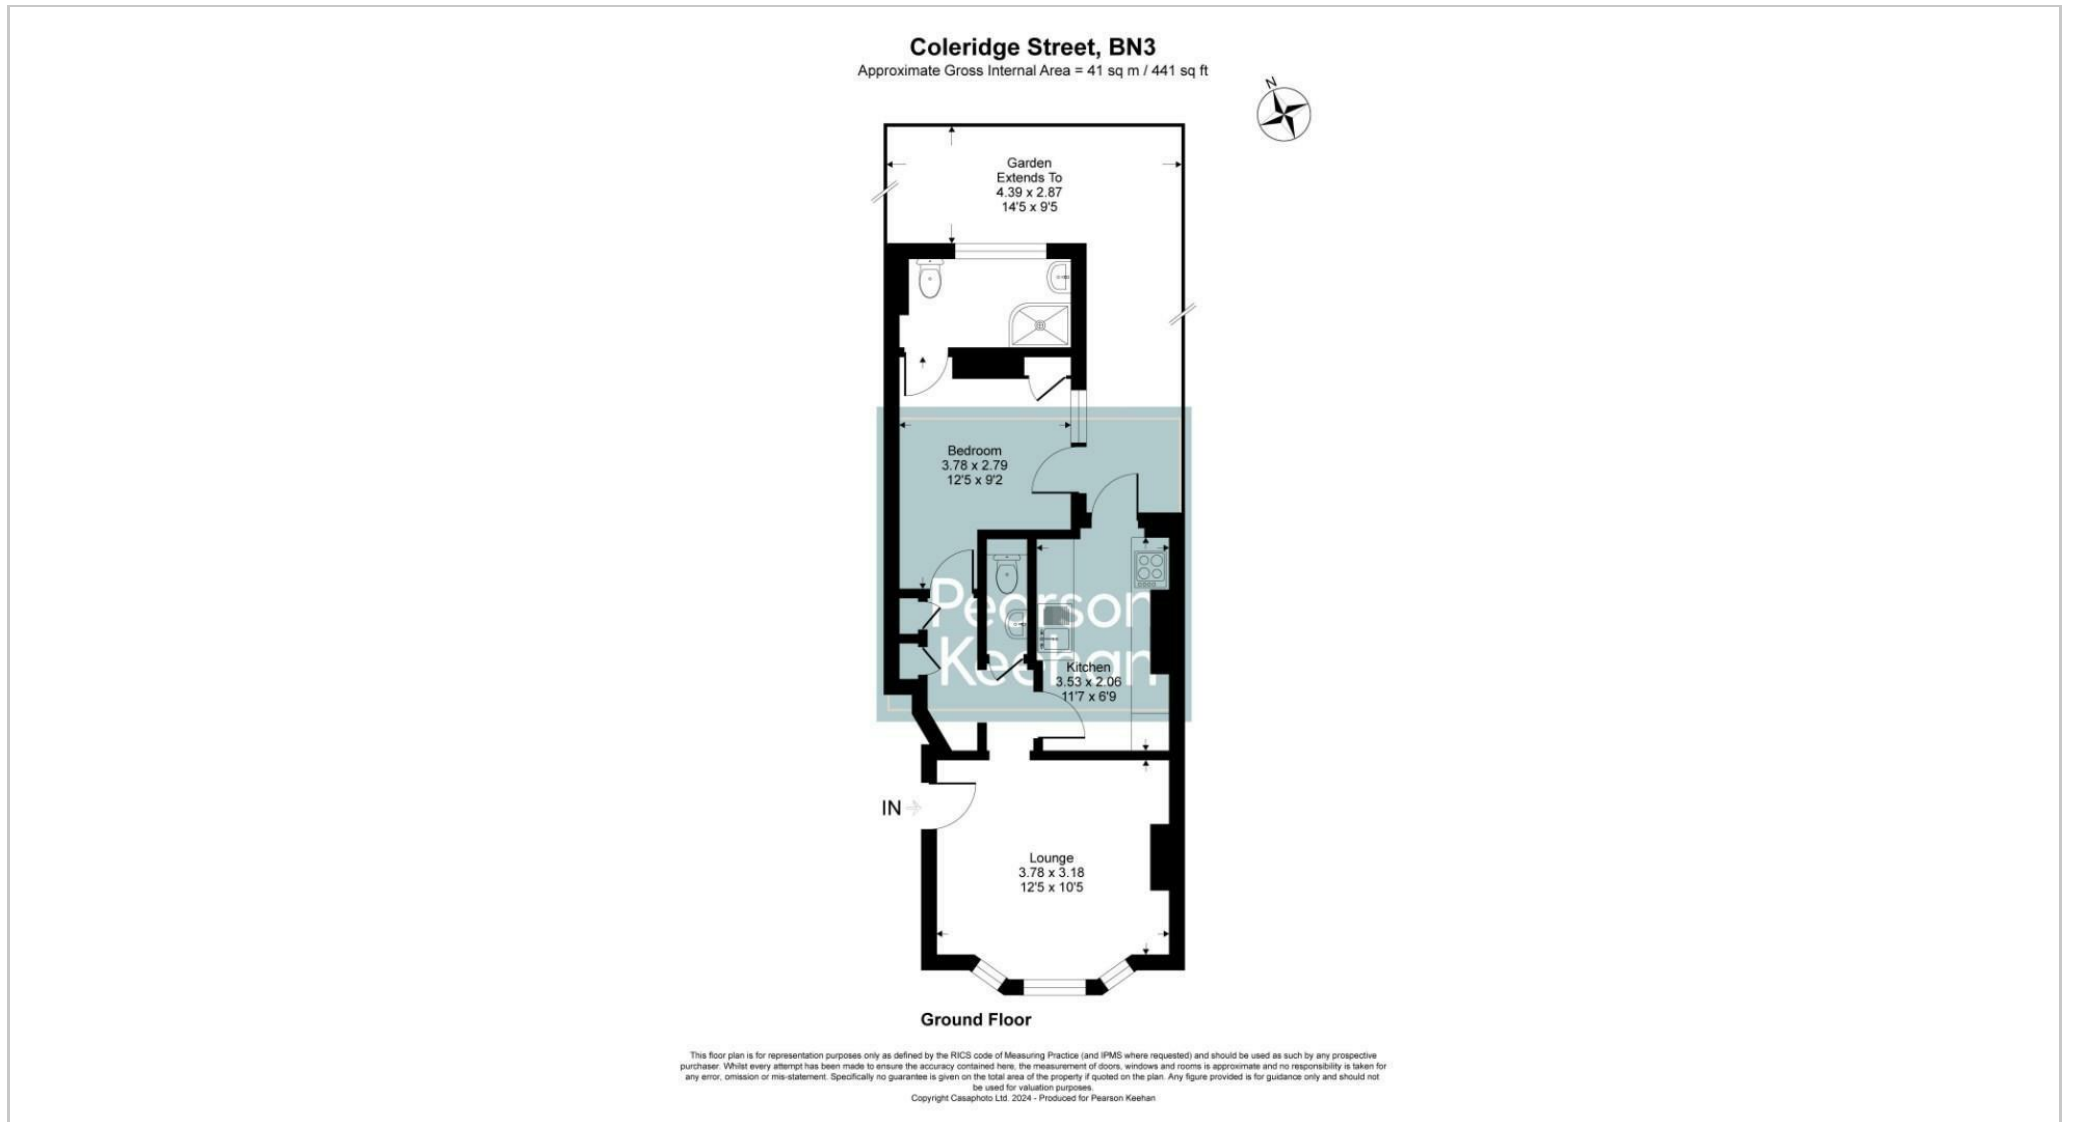 Coleridge Street, BN3
Approximate Gross Internal Area = 41 sq m / 441 sq ft
N
Garden
Extends To
4.39 x 2.87
14'5 x 9'5
Bedroom
3.78 x 2.79
12'5 x 9'2
Pearson
Keehan
Kitchen
3.53 x 2.06
11'7 x 6'9
IN
Lounge
3.78 x 3.18
12'5 x 10'5
Ground Floor
This floor plan is for representation purposes only as defined by the RICS code of Measuring Practice (and IPMS where requested) and should be used as such by any prospective
purchaser. Whilst every attempt has been made to ensure the accuracy contained here, the measurement of doors, windows and rooms is approximate and no responsibility is taken for
any error, omission or mis-statement. Specifically no guarantee is given on the total area of the property if quoted on the plan. Any figure provided is for guidance only and should not
be used for valuation purposes.
Copyright Casaphoto Ltd. 2024 - Produced for Pearson Keehan